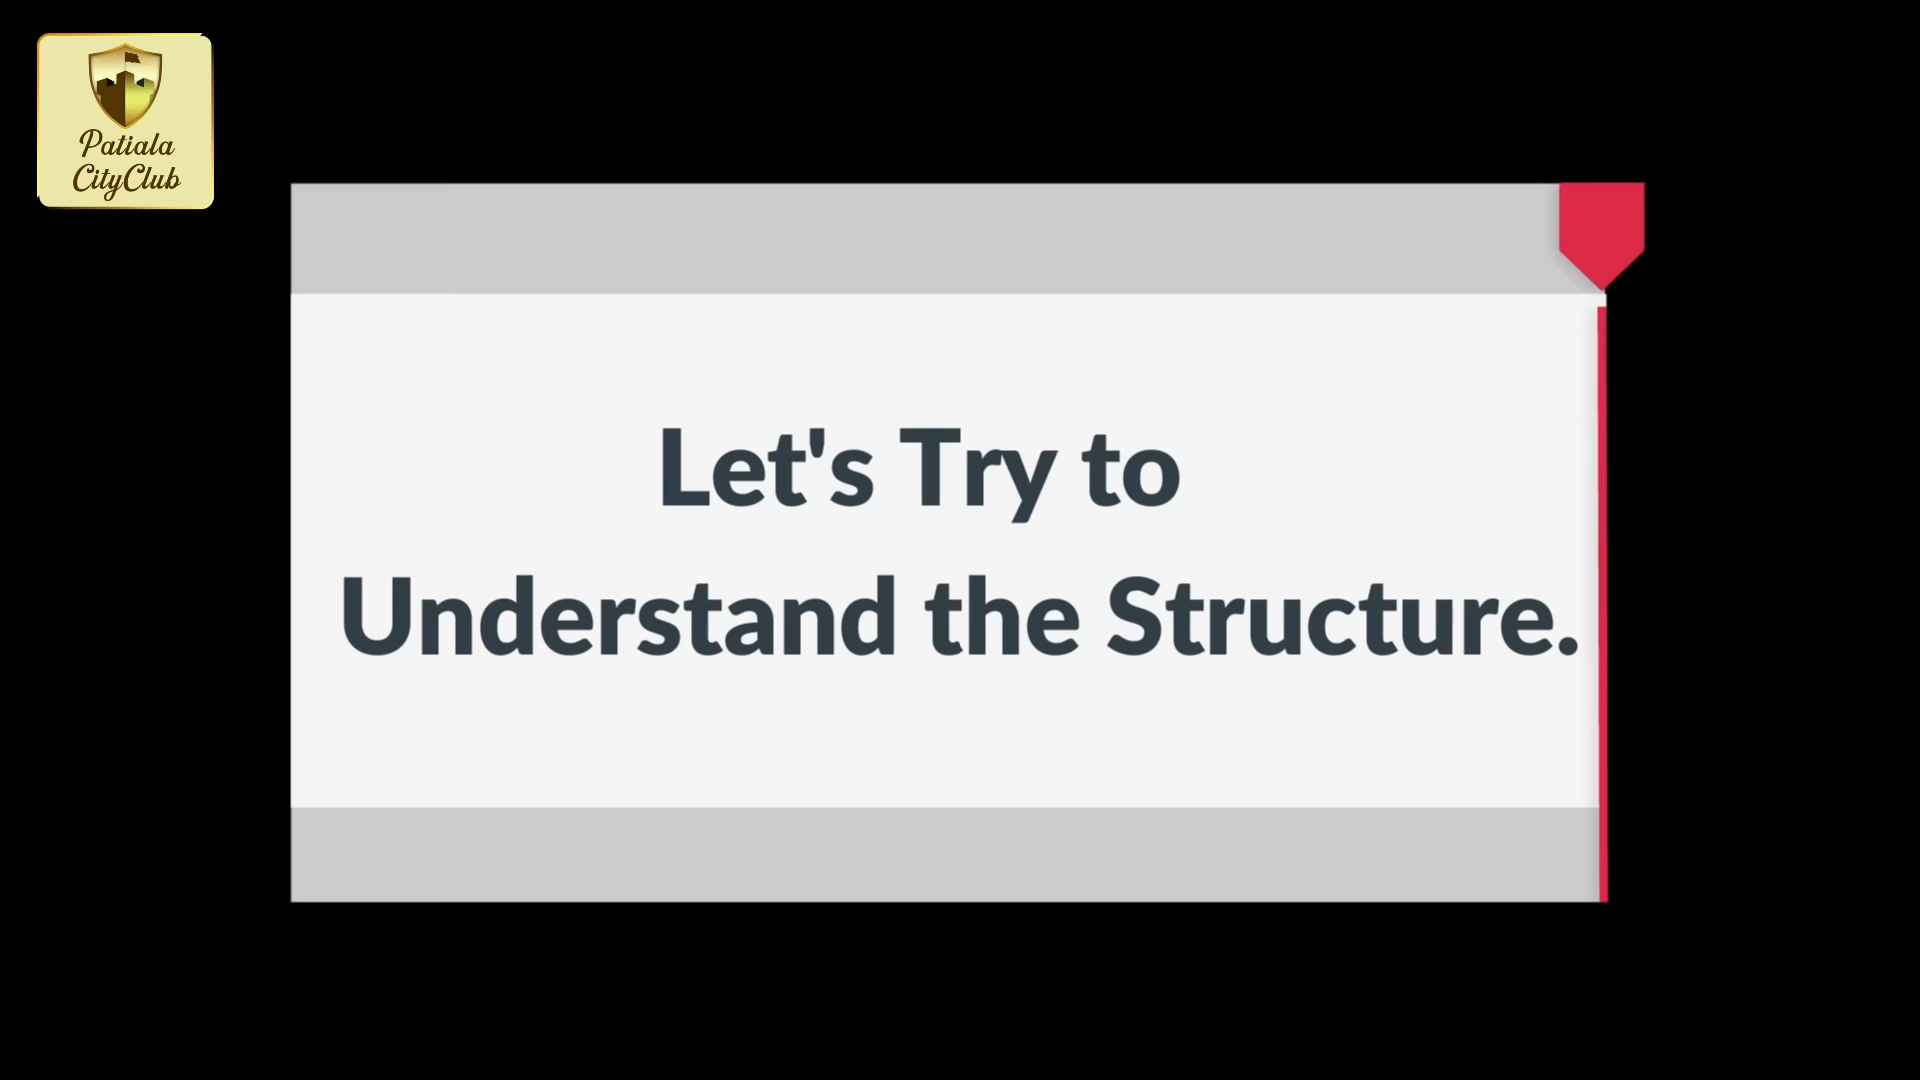 Patiala
CityClub
Let's Try to
Understand the Structure.